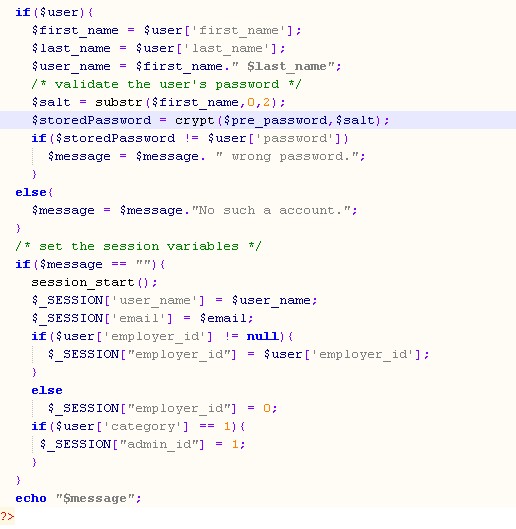 if($user){
$first_name = $user['first_name'];
$last_name = $user['last_name'];
$user_name = $first_name." $last_name";
/* validate the user's password */
$salt = substr($first_name,0,2);
$storedPassword = crypt($pre_password,$salt);
if($storedPassword != $user['password'])
$message = $message. " wrong password.";
}
else{
$message = $message."No such a account.";
}
/* set the session variables */
if($message == ""){
session_start();
$_SESSION['user_name'] = $user_name;
$_SESSION['email'] = $email;
if($user['employer_id'] != null){
$_SESSION["employer_id"] = $user['employer_id'];
}
else
$_SESSION["employer_id"] = 0;
if($user['category'] == 1){
$_SESSION["admin_id"] = 1;
}
}
echo "$message";
?>